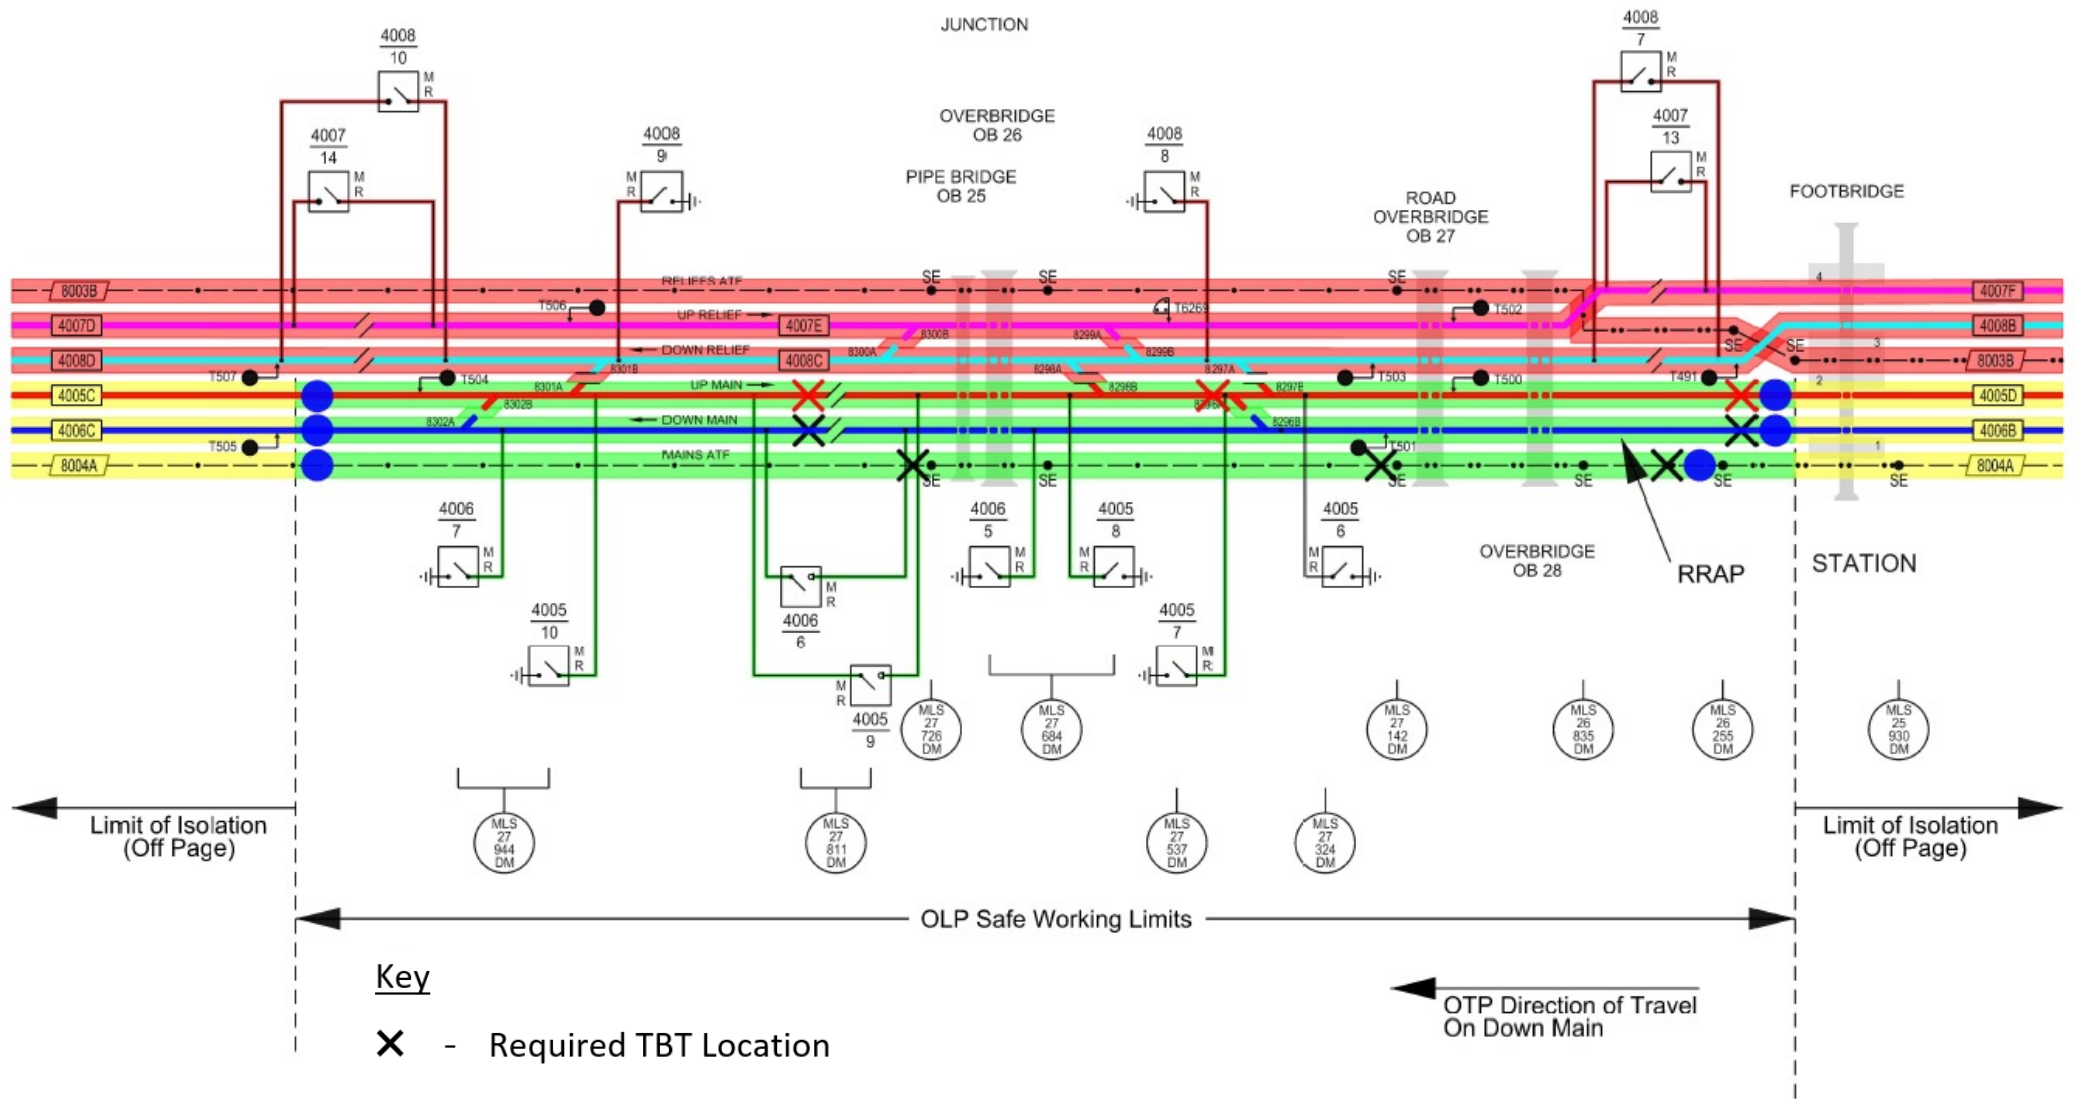 JUNCTION
4008
10
M
R
4008
7
M
R
4007
14
M
R
4008
9
M
R
OVERBRIDGE
OB 26
PIPE BRIDGE
OB 25
4008
8
M
R
4007
13
M
R
ROAD
OVERBRIDGE
OB 27
FOOTBRIDGE
8003B
RELIEFS ATF
SE
SE
SE
4
4007F
T506
T6269
T502
4007D
UP RELIEF
4007E
8300B
8299A
4008B
4008D
DOWN RELIEF
4008C
8300A
8299B
SE
SE
3
8003B
T507
T504
8301A
8301B
8298A
8298B
8297A
8297B
T503
T500
T491
4005C
UP MAIN
8302B
2
4005D
4006C
8302A
DOWN MAIN
8296B
4006B
T505
T501
1
8004A
MAINS ATF
SE
SE
SE
SE
SE
SE
8004A
4006
7
M
R
4006
5
M
R
4005
8
M
R
4005
6
M
R
OVERBRIDGE
OB 28
RRAP
STATION
4005
10
M
R
M
R
4006
6
4005
7
M
R
M
R
4005
9
MLS
27
726
DM
MLS
27
684
DM
MLS
27
142
DM
MLS
26
835
DM
MLS
26
255
DM
MLS
25
930
DM
MLS
27
944
DM
MLS
27
811
DM
MLS
27
537
DM
MLS
27
324
DM
Limit of Isolation
(Off Page)
Limit of Isolation
(Off Page)
OLP Safe Working Limits
Key
OTP Direction of Travel
On Down Main
- Required TBT Location